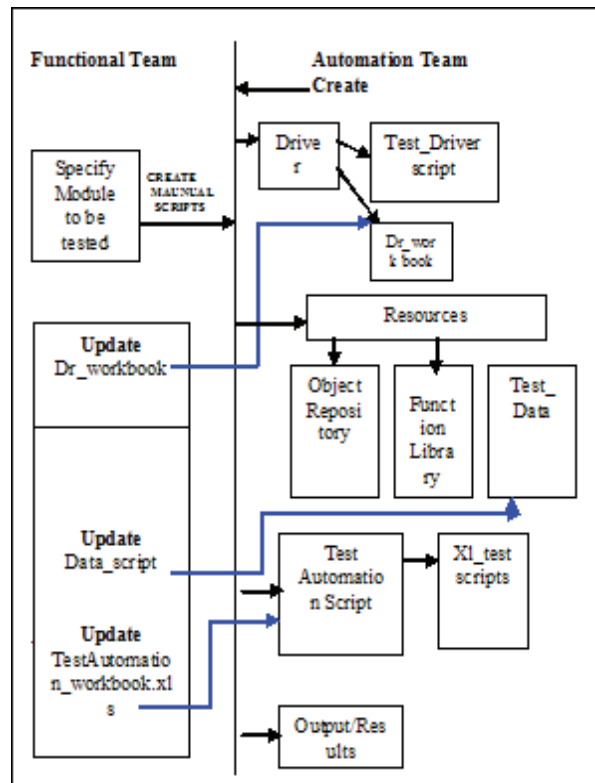 Functional Team
Automation Team
Create
Specify
Module
to be
tested
CREATE
MAUNUAL
SCRIPTS
Drive
r
Test_Driver
script
Dr_wor
k book
Resources
Update
Dr_workbook
Object
Reposi
tory
Funct
ion
Libra
ry
Test_
Data
Update
Data_script
Test
Automatio
n Script
Xl_test
scripts
Update
TestAutomatio
n_workbook.xl
s
Output/Res
ults